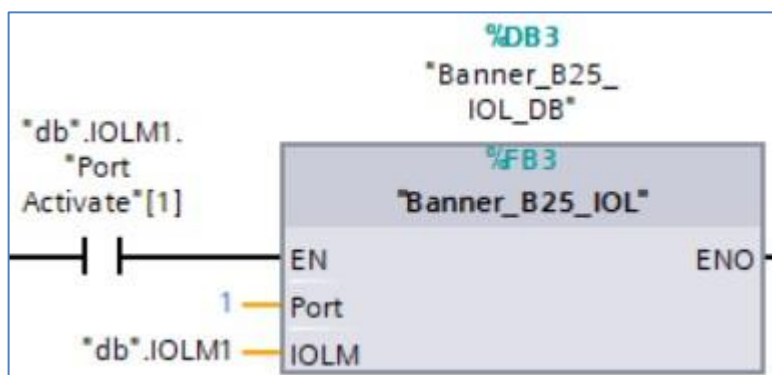 %DB3
"Banner_B25_
IOL_DB"
"db".IOLM1.
"Port
Activate"[1]
%FB3
"Banner_B25_IOL"
EN
ENO
1
Port
"db".IOLM1
IOLM